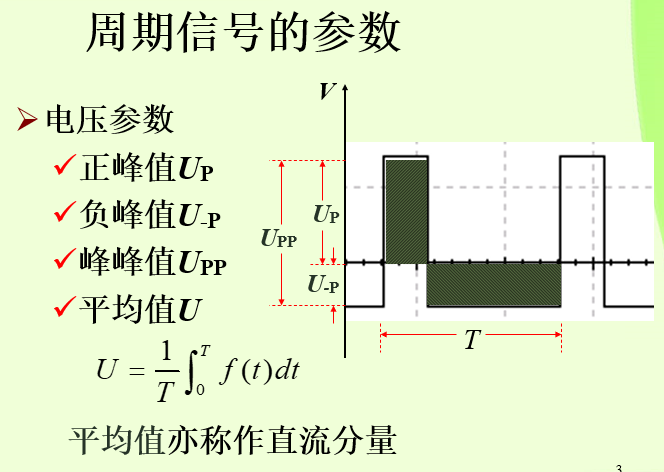 周期信号的参数
电压参数
正峰值UP
负峰值U-P
峰峰值UPP
平均值U
U = 1/T ∫0T f(t)dt
平均值亦称作直流分量
V
UP
UPP
U-P
T
3